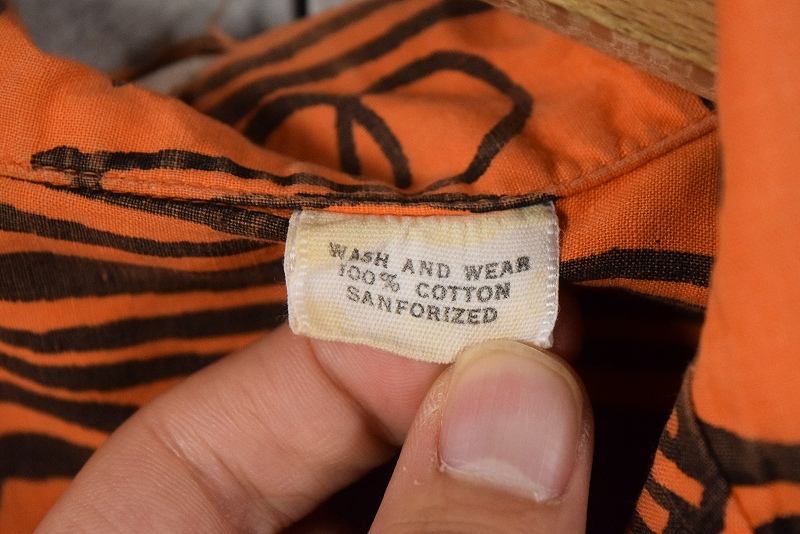 WASH AND WEAR
100% COTTON
SANFORIZED